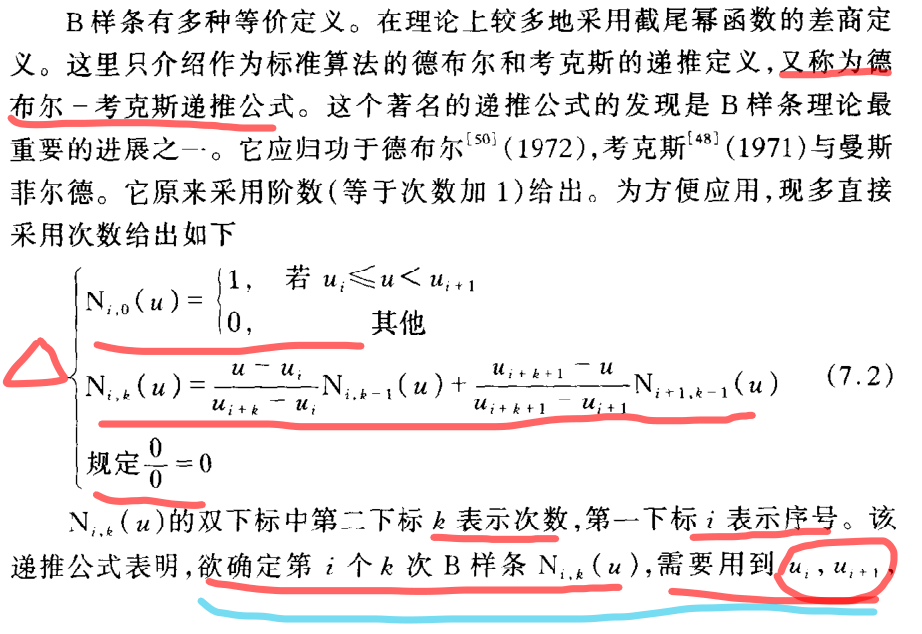 B样条有多种等价定义。在理论上较多地采用截尾幂函数的差商定
义。这里只介绍作为标准算法的德布尔和考克斯的递推定义,又称为德
布尔－考克斯递推公式。这个著名的递推公式的发现是B样条理论最
重要的进展之一。它应归功于德布尔[50](1972),考克斯[48](1971)与曼斯
菲尔德。它原来采用阶数(等于次数加1)给出。为方便应用,现多直接
采用次数给出如下
N_{i,0}(u) = { 1, 若 u_i ≤ u < u_{i+1}
0, 其他
N_{i,k}(u) = \frac{u - u_i}{u_{i+k} - u_i} N_{i,k-1}(u) + \frac{u_{i+k+1} - u}{u_{i+k+1} - u_{i+1}} N_{i+1,k-1}(u) (7.2)
规定 \frac{0}{0} = 0
N_{i,k}(u)的双下标中第二下标 k 表示次数,第一下标 i 表示序号。该
递推公式表明,欲确定第 i 个 k 次 B 样条 N_{i,k}(u),需要用到 u_i, u_{i+1},